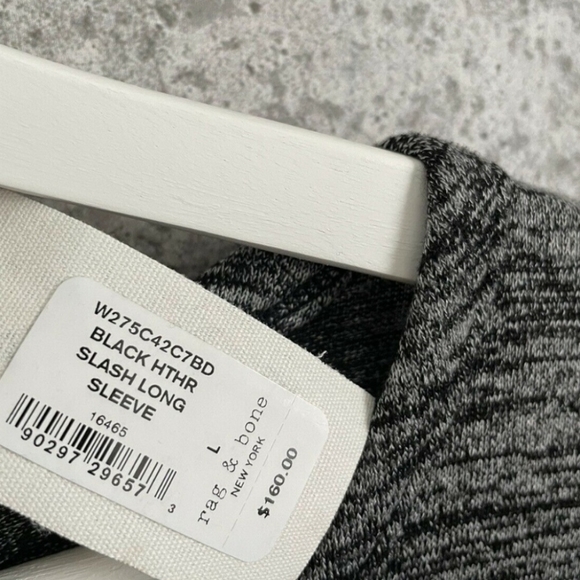 W275C42C7BD
BLACK HTHR
SLASH LONG
SLEEVE
16465
90297 29657 3
L
rag & bone
NEW YORK
$160.00